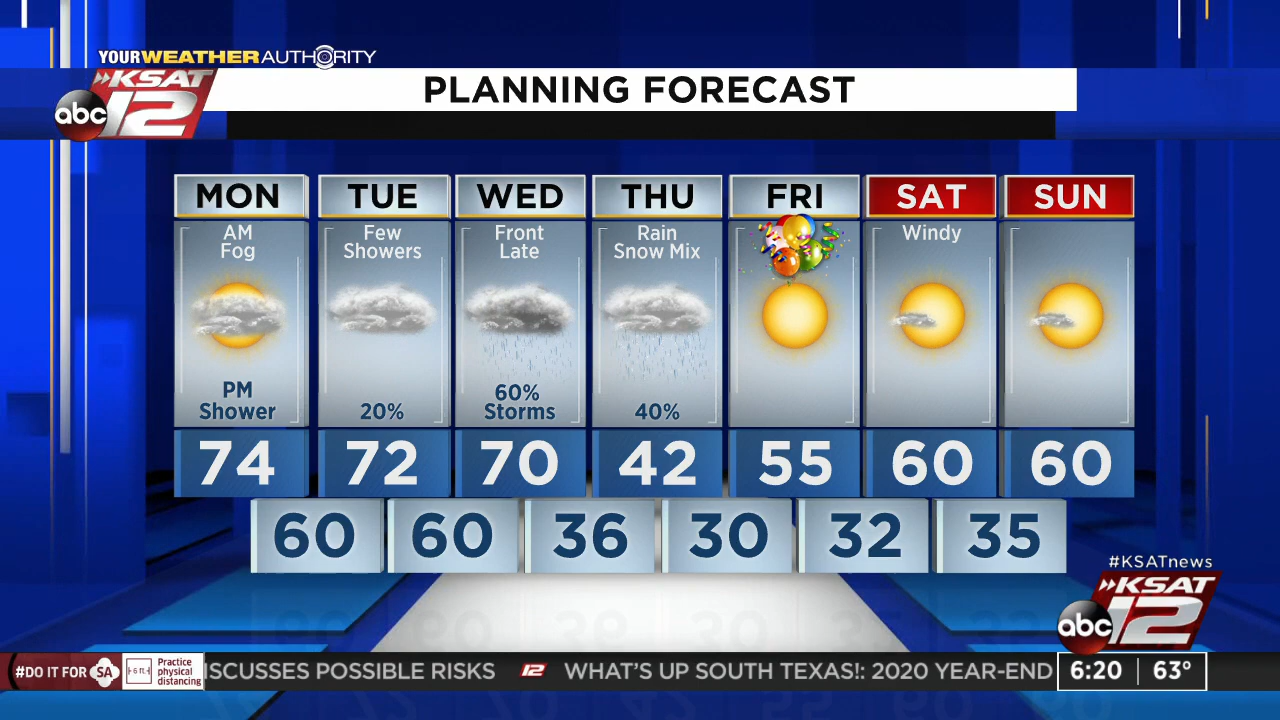 YOURWEATHERAUTHORITY
KSAT
abc 12
PLANNING FORECAST
MON TUE WED THU FRI SAT SUN
AM
Fog
Few
Showers
Front
Late
Rain
Snow Mix
Windy
PM
Shower
20%
60%
Storms
40%
74 72 70 42 55 60 60
60 60 36 30 32 35
#KSATnews
KSAT
abc 12
#DO IT FOR SA
6 ft.
Practice
physical
distancing
ISCUSSES POSSIBLE RISKS 12 WHAT'S UP SOUTH TEXAS!: 2020 YEAR-END
6:20 63°